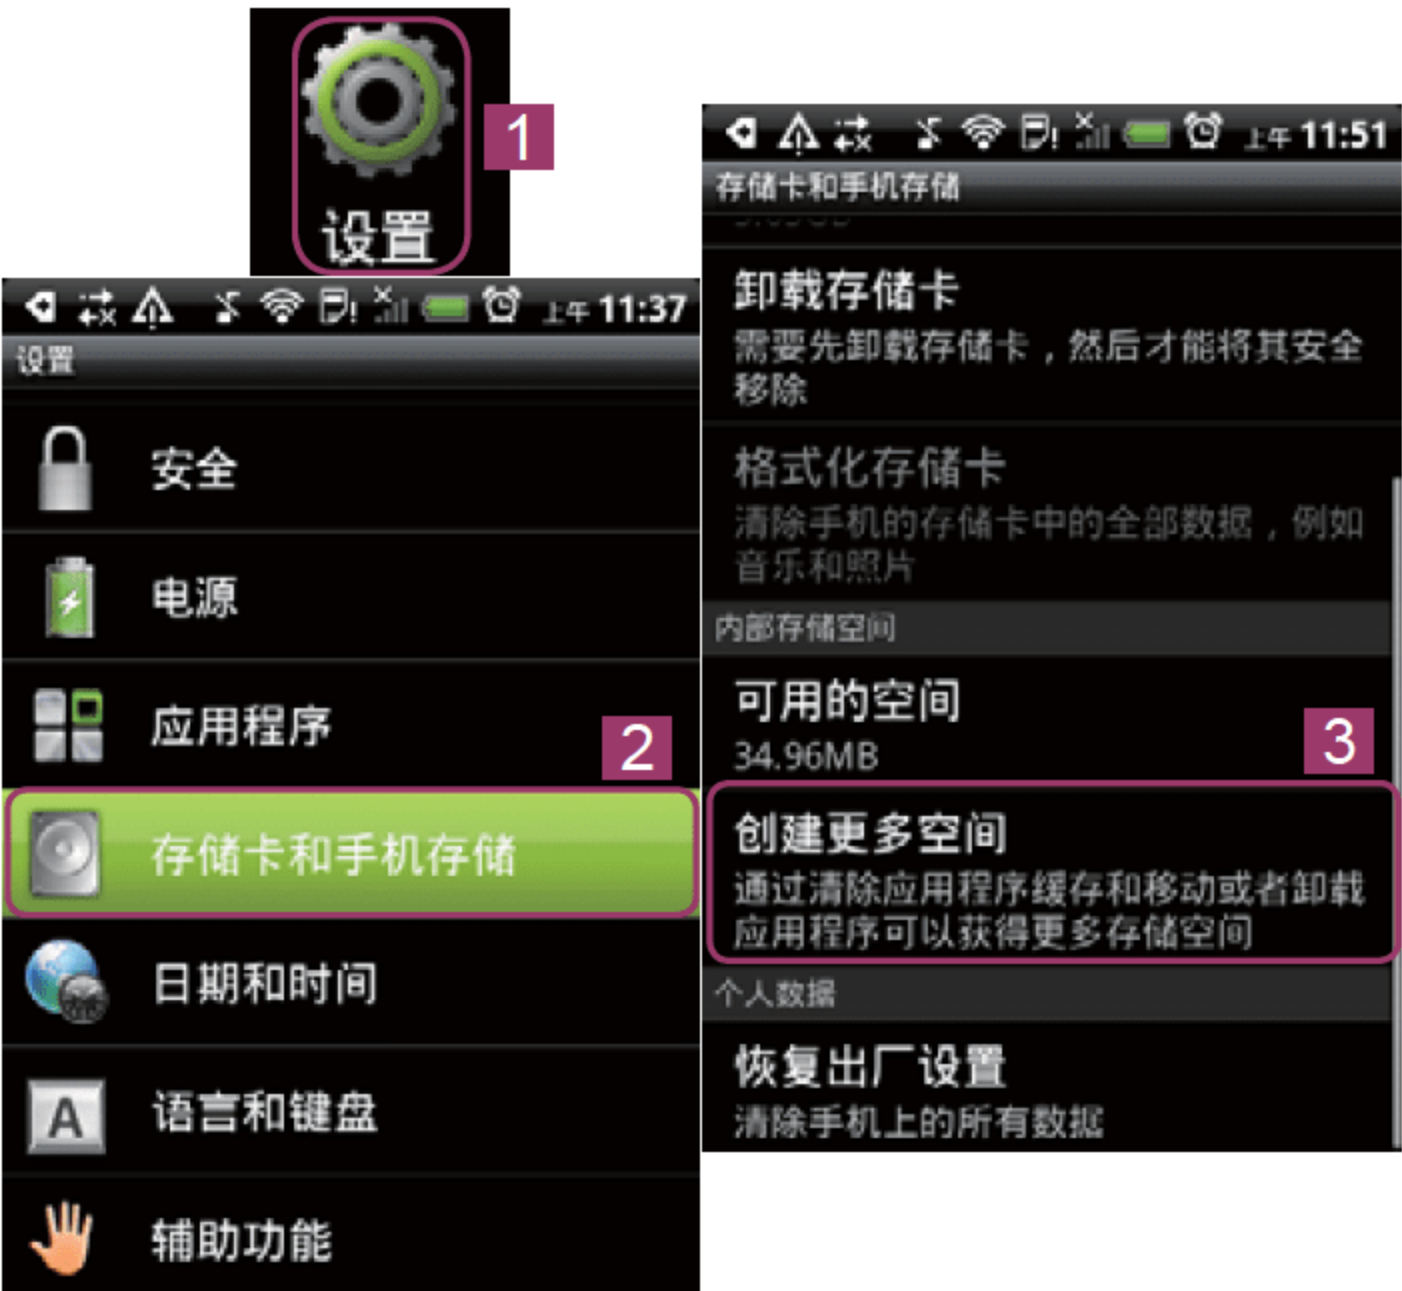 设置
1
上午 11:37
设置
安全
电源
应用程序
2
存储卡和手机存储
日期和时间
A
语言和键盘
辅助功能
上午 11:51
存储卡和手机存储
卸载存储卡
需要先卸载存储卡，然后才能将其安全
移除
格式化存储卡
清除手机的存储卡中的全部数据，例如
音乐和照片
内部存储空间
可用的空间
34.96MB
3
创建更多空间
通过清除应用程序缓存和移动或者卸载
应用程序可以获得更多存储空间
个人数据
恢复出厂设置
清除手机上的所有数据